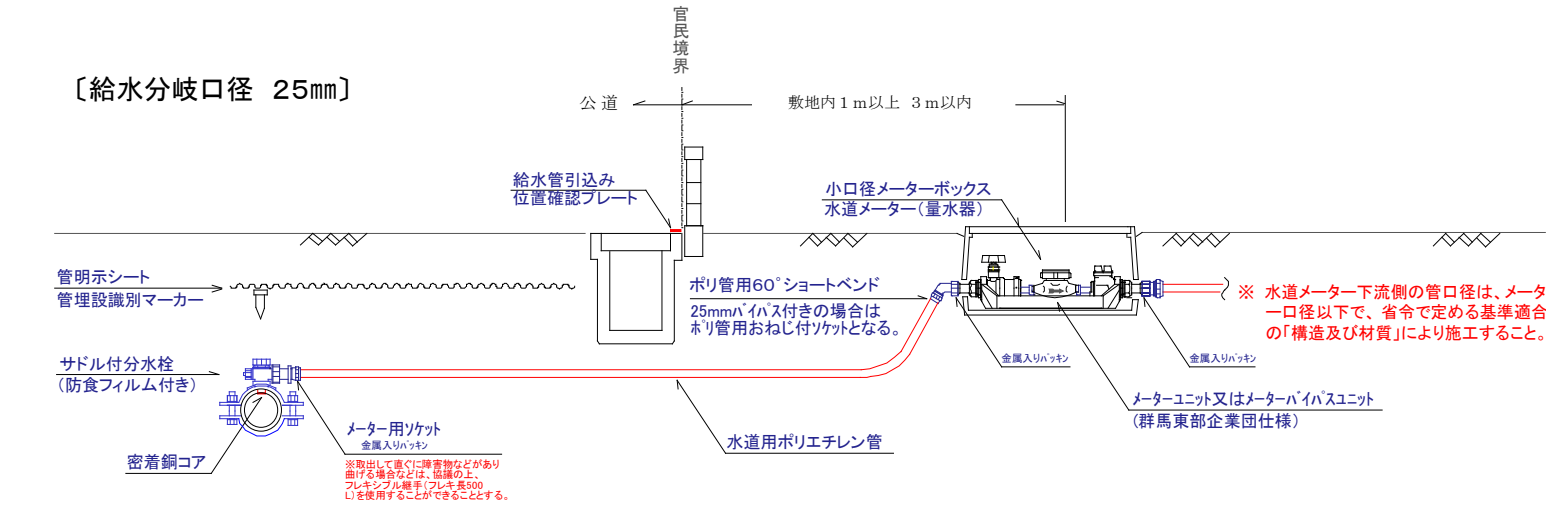 官民境界
〔給水分岐口径 25㎜〕
公 道
敷地内１ｍ以上 ３ｍ以内
給水管引込み
位置確認プレート
小口径メーターボックス
水道メーター(量水器)
管明示シート
管埋設識別マーカー
ポリ管用60°ショートベンド
25mmバイパス付きの場合は
ポリ管用おねじ付ソケットとなる。
※ 水道メーター下流側の管口径は、メータ
ー口径以下で、省令で定める基準適合
の「構造及び材質」により施工すること。
金属入りパッキン
金属入りパッキン
サドル付分水栓
(防食フィルム付き)
メーターユニット又はメーターバイパスユニット
(群馬東部企業団仕様)
メーター用ソケット
金属入りパッキン
水道用ポリエチレン管
密着銅コア
※取出して直ぐに障害物などがあり
曲げる場合などは、協議の上、
フレキシブル継手(フレキ長500
L)を使用することができることとする。